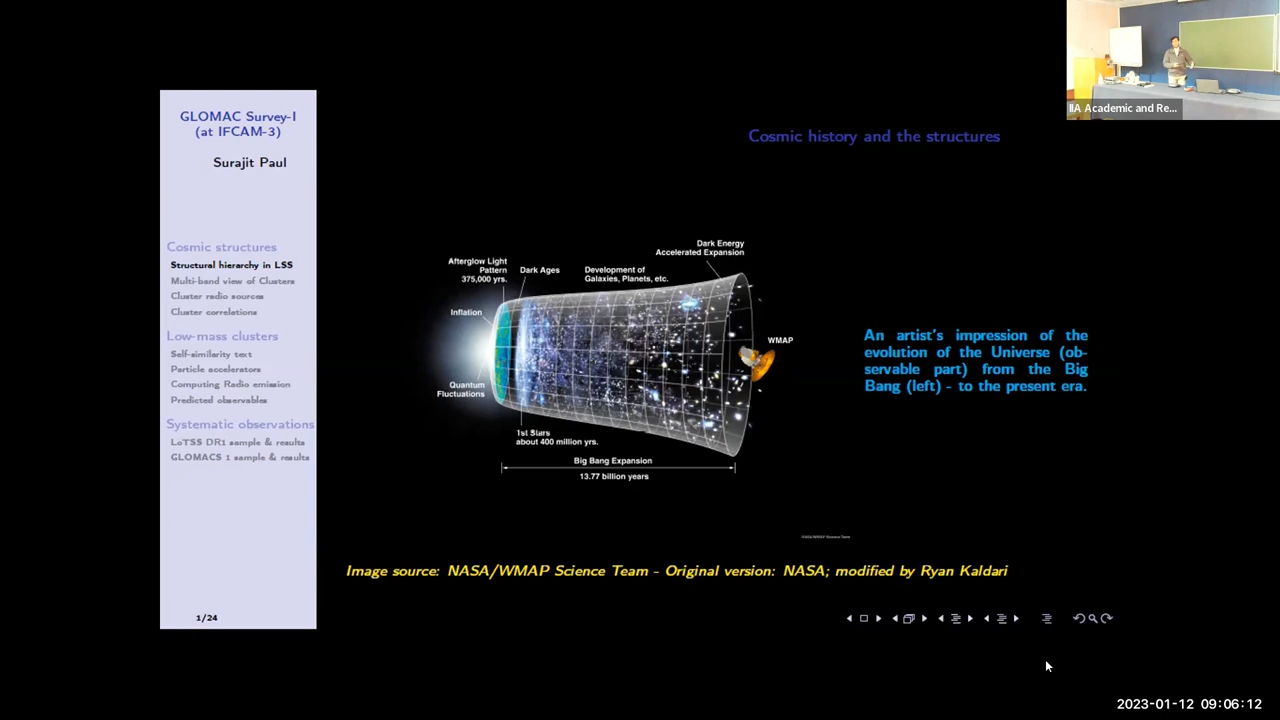 IIA Academic and Re...
GLOMAC Survey-I
(at IFCAM-3)
Surajit Paul
Cosmic structures
Structural hierarchy in LSS
Multi-band view of Clusters
Cluster radio sources
Cluster correlations
Low-mass clusters
Self-similarity text
Particle accelerators
Computing Radio emission
Predicted observables
Systematic observations
LoTSS DR1 sample & results
GLOMACS 1 sample & results
1/24
Cosmic history and the structures
Dark Energy
Accelerated Expansion
Afterglow Light
Pattern
375,000 yrs.
Dark Ages
Development of
Galaxies, Planets, etc.
Inflation
WMAP
Quantum
Fluctuations
1st Stars
about 400 million yrs.
Big Bang Expansion
13.77 billion years
NASA/WMAP Science Team
An artist's impression of the
evolution of the Universe (ob-
servable part) from the Big
Bang (left) - to the present era.
Image source: NASA/WMAP Science Team - Original version: NASA; modified by Ryan Kaldari
2023-01-12 09:06:12